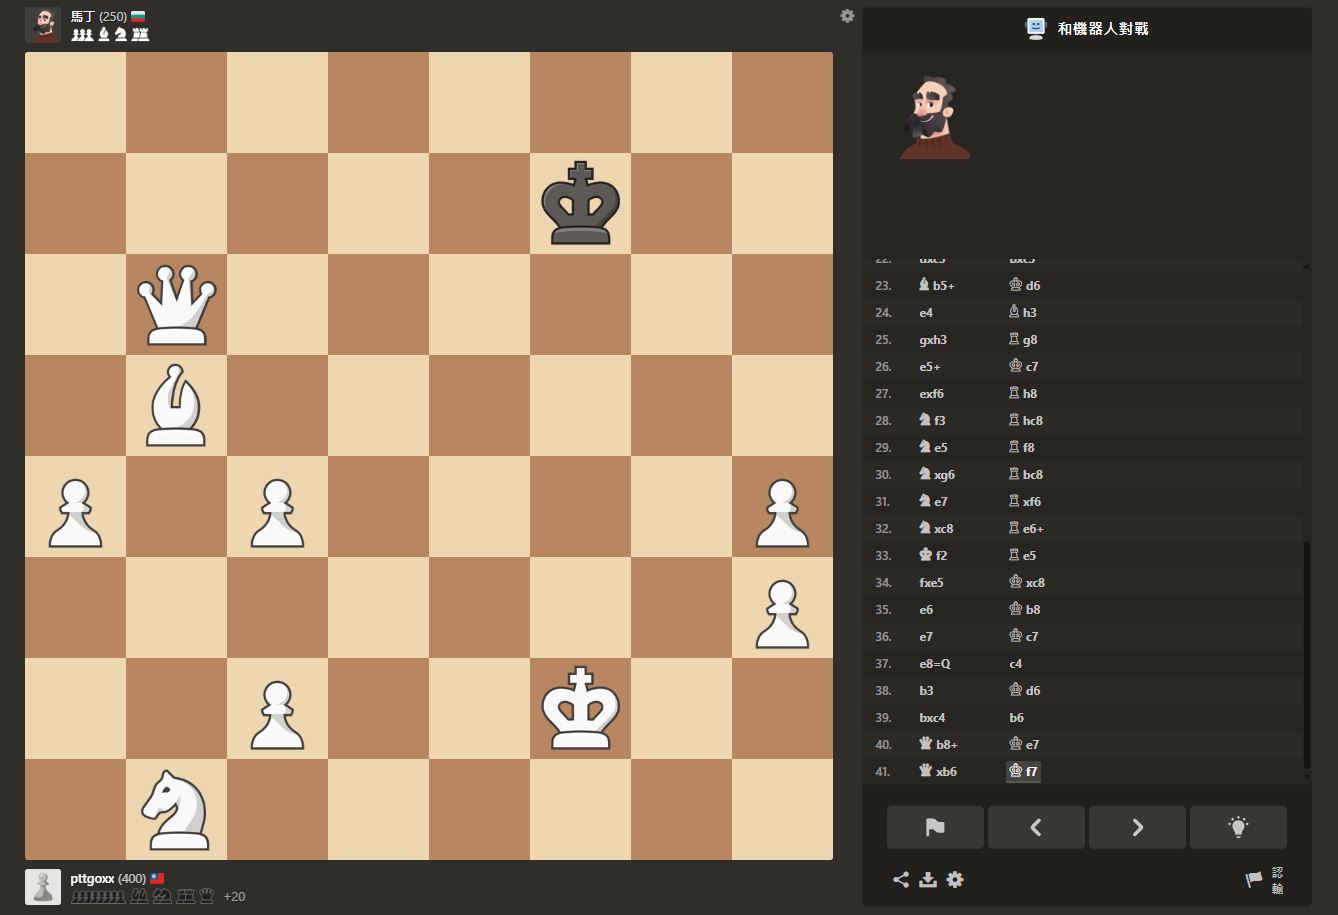 馬丁 (250)
和機器人對戰
22. dxc5 bxc5
23. b5+ d6
24. e4 h3
25. gxh3 g8
26. e5+ c7
27. exf6 h8
28. f3 hc8
29. e5 f8
30. xg6 bc8
31. e7 xf6
32. xc8 e6+
33. f2 e5
34. fxe5 xc8
35. e6 b8
36. e7 c7
37. e8=Q c4
38. b3 d6
39. bxc4 b6
40. b8+ e7
41. xb6 f7
pttgoxx (400)
+20
認
輸